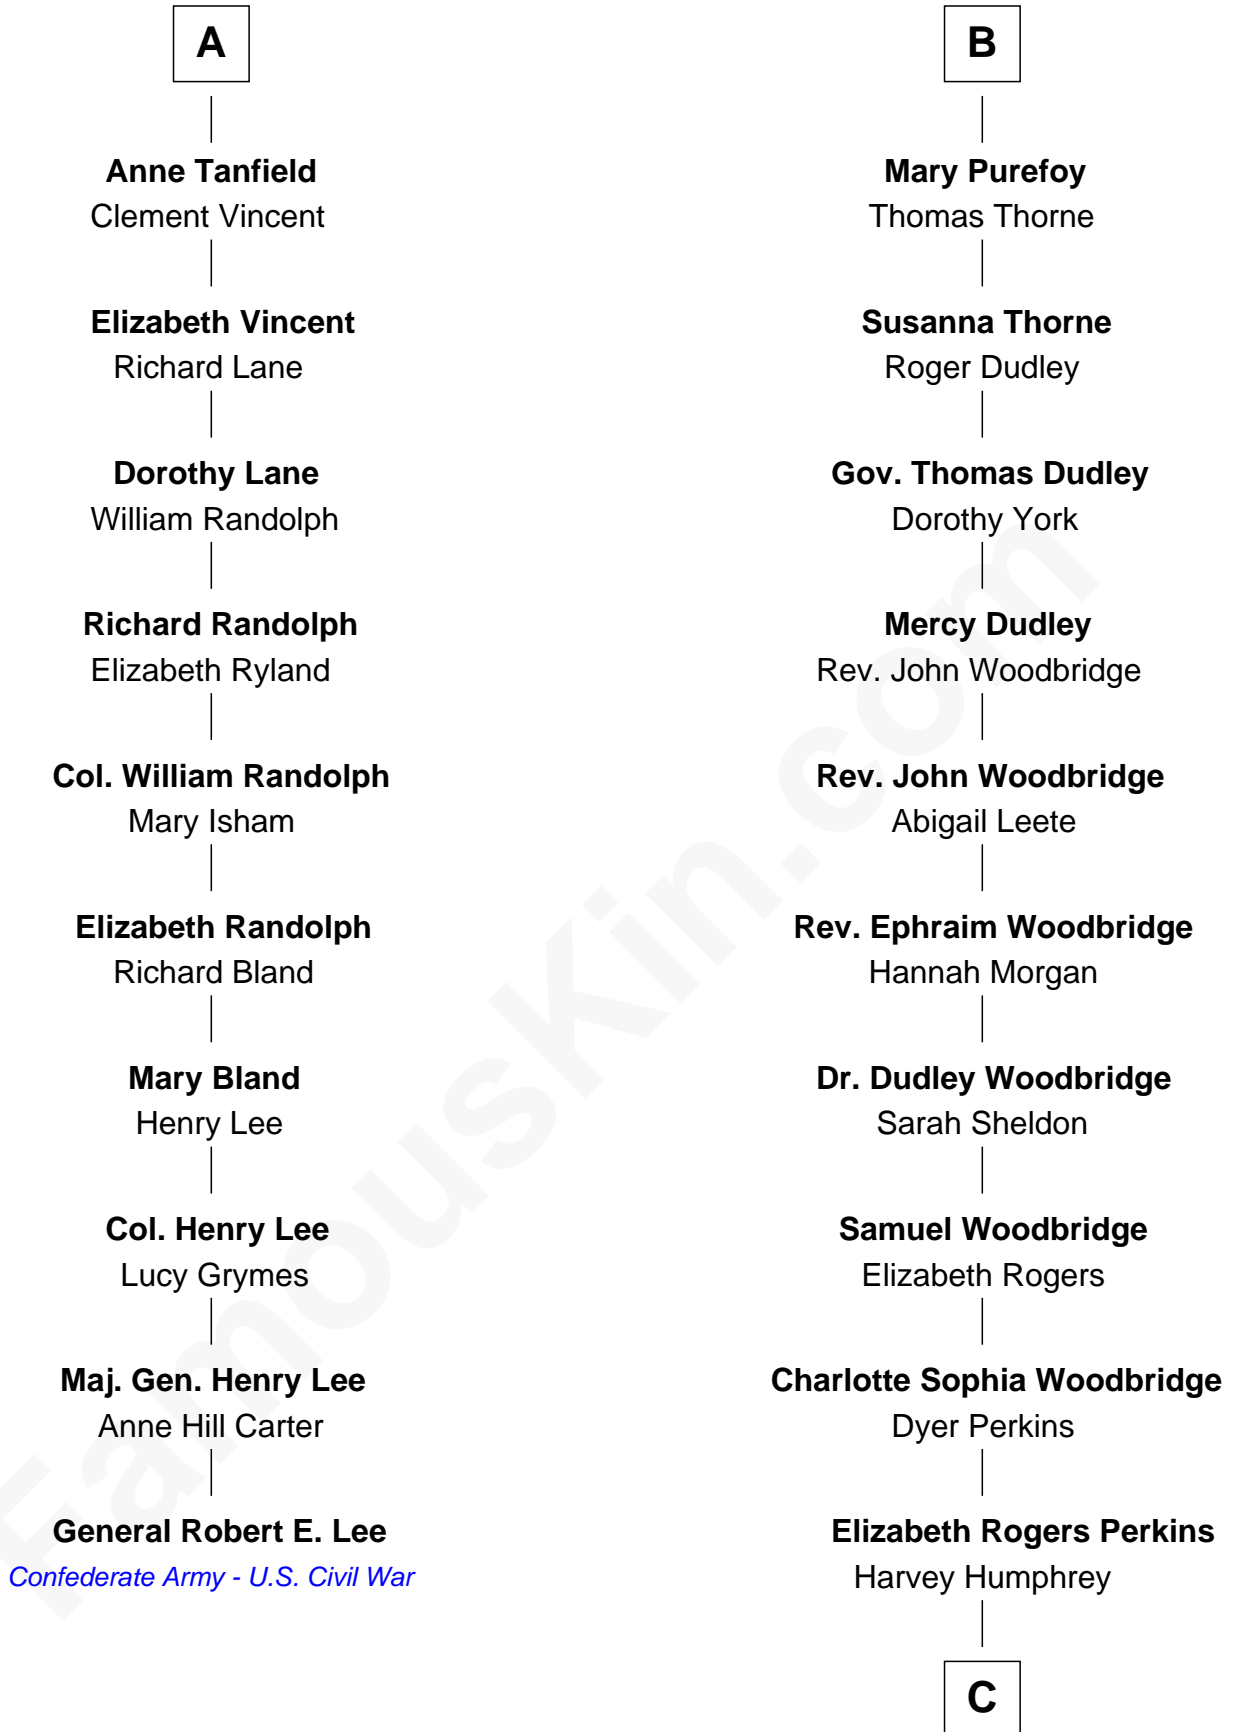 A
Anne Tanfield
Clement Vincent
Elizabeth Vincent
Richard Lane
Dorothy Lane
William Randolph
Richard Randolph
Elizabeth Ryland
Col. William Randolph
Mary Isham
Elizabeth Randolph
Richard Bland
Mary Bland
Henry Lee
Col. Henry Lee
Lucy Grymes
Maj. Gen. Henry Lee
Anne Hill Carter
General Robert E. Lee
Confederate Army - U.S. Civil War
B
Mary Purefoy
Thomas Thorne
Susanna Thorne
Roger Dudley
Gov. Thomas Dudley
Dorothy York
Mercy Dudley
Rev. John Woodbridge
Rev. John Woodbridge
Abigail Leete
Rev. Ephraim Woodbridge
Hannah Morgan
Dr. Dudley Woodbridge
Sarah Sheldon
Samuel Woodbridge
Elizabeth Rogers
Charlotte Sophia Woodbridge
Dyer Perkins
Elizabeth Rogers Perkins
Harvey Humphrey
C
FamousKin.com